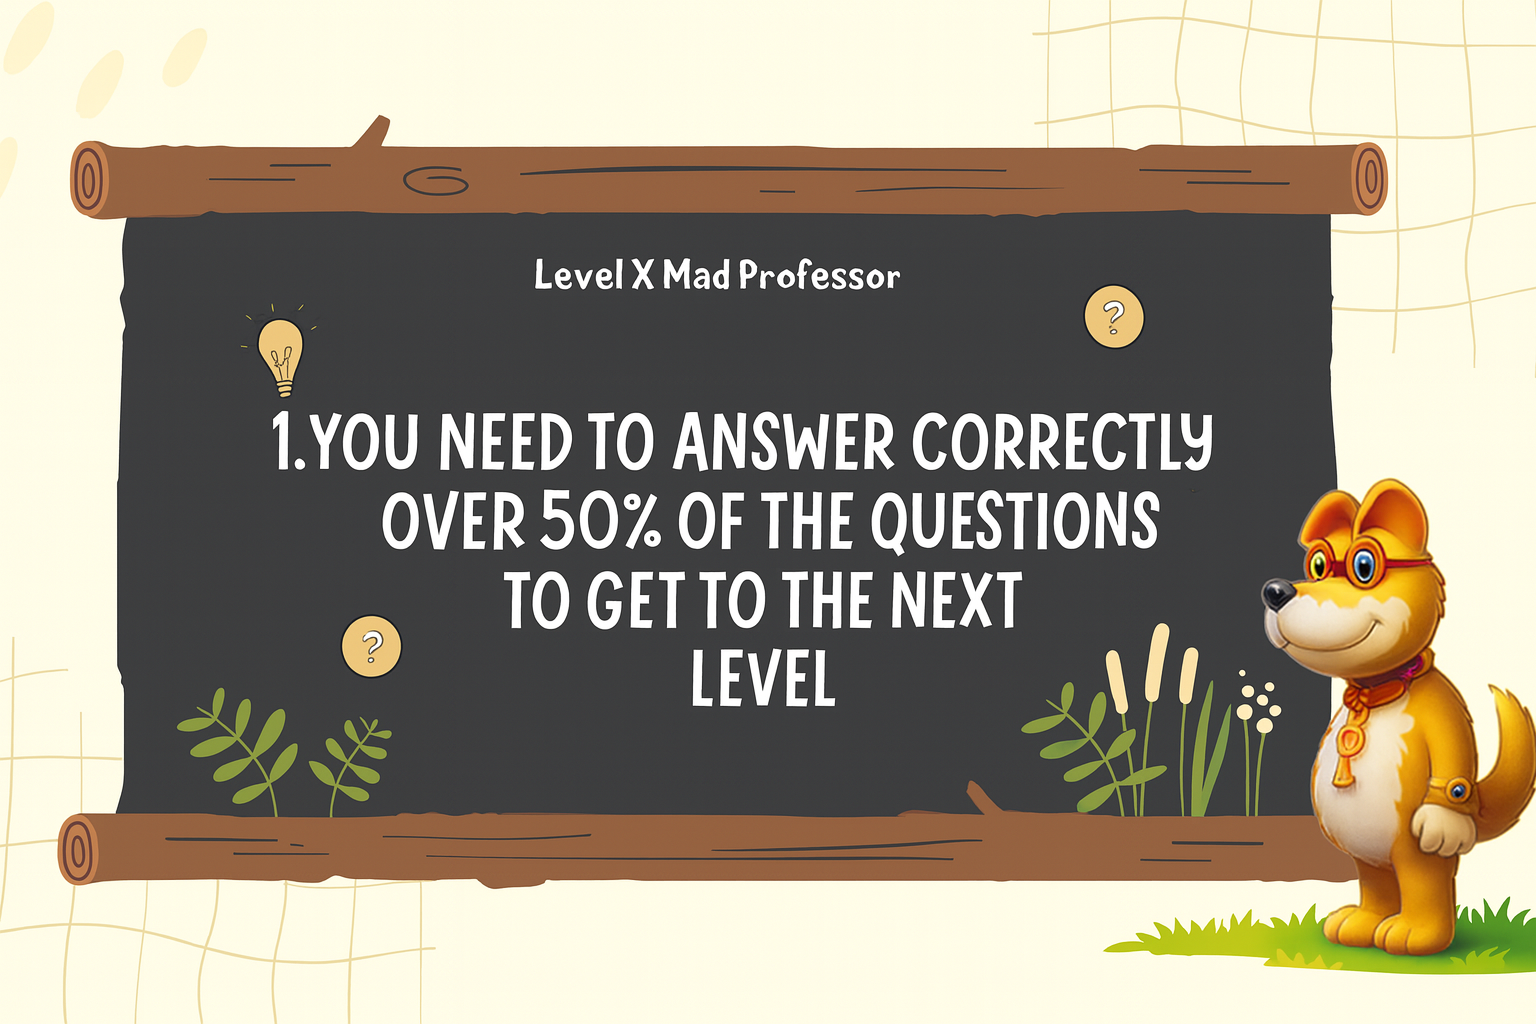 Level X Mad Professor
?
1.YOU NEED TO ANSWER CORRECTLY
OVER 50% OF THE QUESTIONS
TO GET TO THE NEXT
LEVEL
?